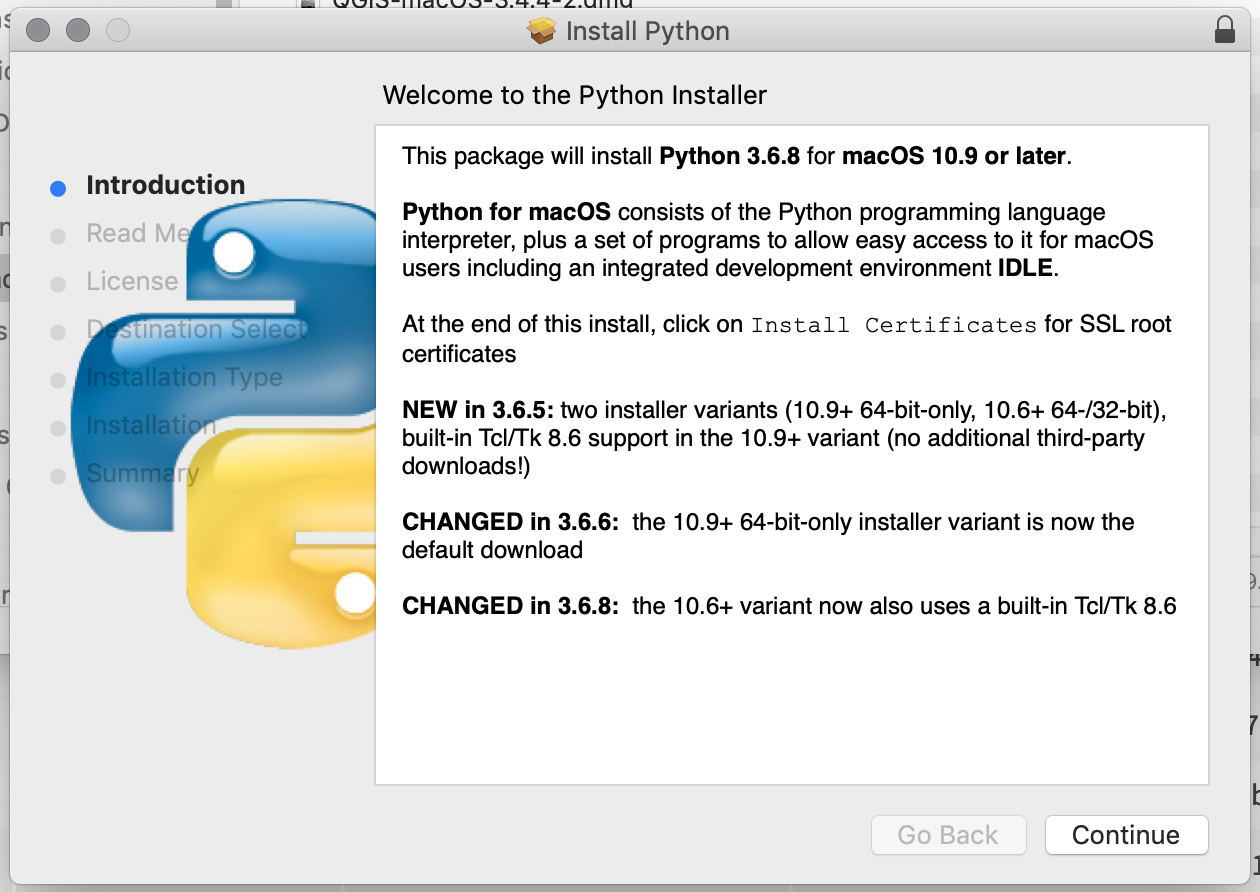 QGIS-macOS-3.4.4-2.dmg
Install Python
Welcome to the Python Installer
Introduction
Read Me
License
Destination Select
Installation Type
Installation
Summary
This package will install Python 3.6.8 for macOS 10.9 or later.
Python for macOS consists of the Python programming language
interpreter, plus a set of programs to allow easy access to it for macOS
users including an integrated development environment IDLE.
At the end of this install, click on Install Certificates for SSL root
certificates
NEW in 3.6.5: two installer variants (10.9+ 64-bit-only, 10.6+ 64-/32-bit),
built-in Tcl/Tk 8.6 support in the 10.9+ variant (no additional third-party
downloads!)
CHANGED in 3.6.6: the 10.9+ 64-bit-only installer variant is now the
default download
CHANGED in 3.6.8: the 10.6+ variant now also uses a built-in Tcl/Tk 8.6
Go Back
Continue